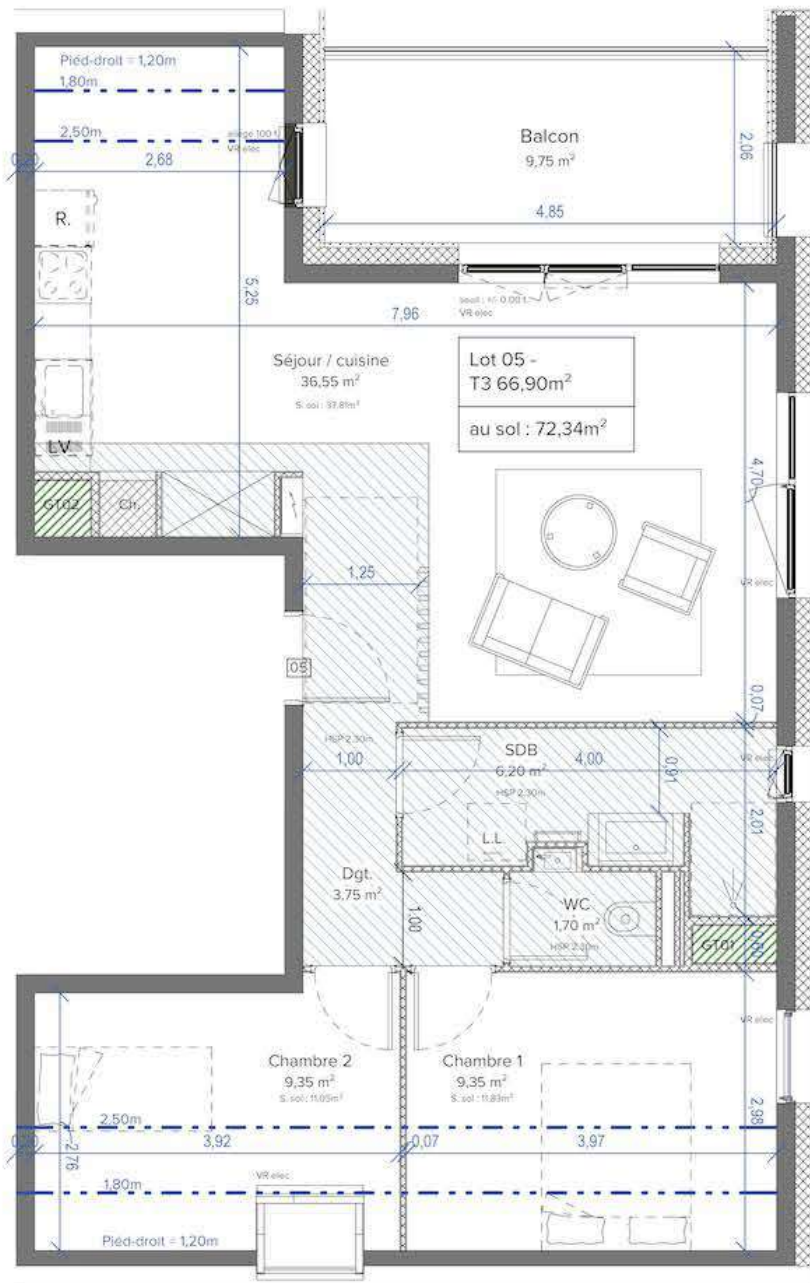 Pièd-droit = 1,20m
1,80m
2,50m
allège 100 t.
VR elec
0,20
2,68
Balcon
9,75 m²
2,06
4,85
R.
5,25
seuil : +/- 0.00 t.
VR elec
7,96
Séjour / cuisine
36,55 m²
S. sol : 37,81m²
Lot 05 -
T3 66,90m²
au sol : 72,34m²
LV
GT02
Ch.
4,70
VR elec
1,25
05
0,07
HSP 2.30m
1,00
SDB
6,20 m²
HSP 2.30m
4,00
0,91
VR elec
L.L.
2,01
Dgt.
3,75 m²
1,00
WC
1,70 m²
HSP 2.30m
GT01
VR elec
Chambre 2
9,35 m²
S. sol : 11.05m²
Chambre 1
9,35 m²
S. sol : 11.83m²
2,50m
0,20
2,76
3,92
0,07
3,97
2,98
VR elec
1,80m
Pièd-droit = 1,20m